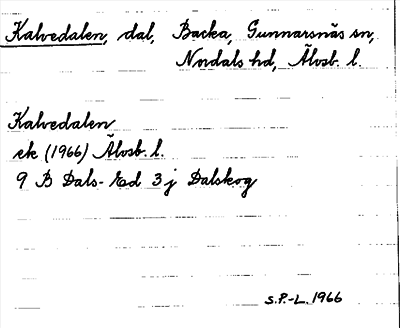 Kalvedalen, dal, Backa, Gunnarsnäs sn,
Nordals hd, Älvsb. l.
Kalvedalen
ek (1966) Älvsb. l.
9 B Dals-Ed 3 j Dalskog
S.P.-L. 1966